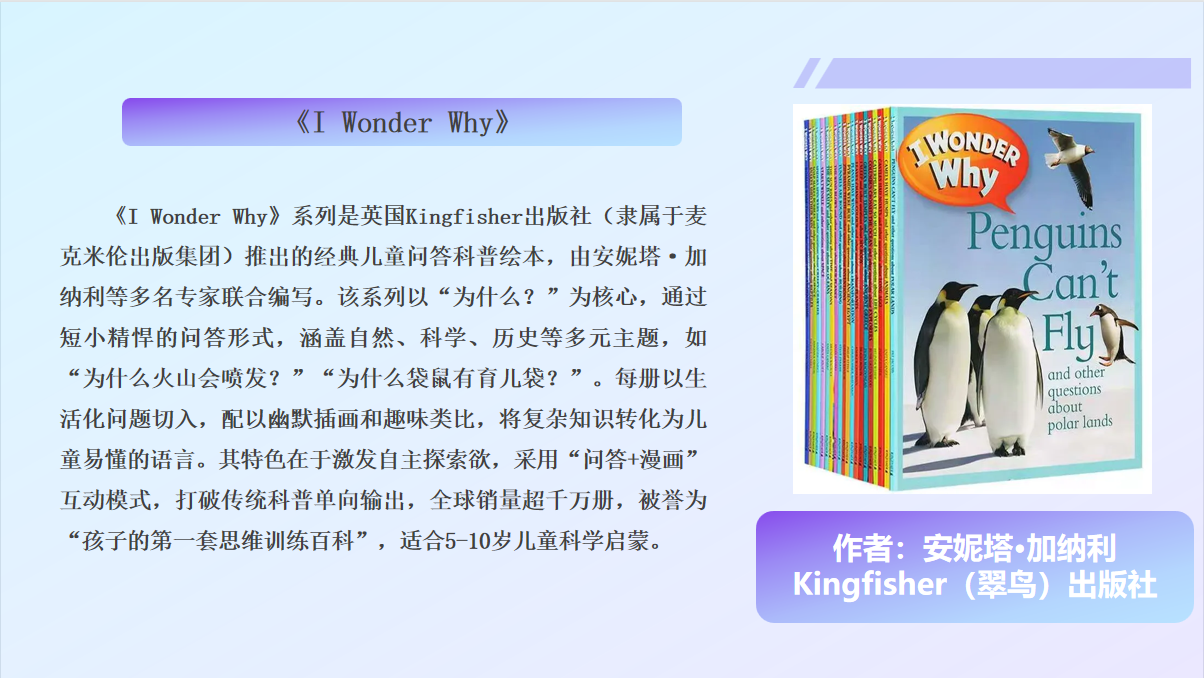 《I Wonder Why》
《I Wonder Why》系列是英国Kingfisher出版社（隶属于麦
克米伦出版集团）推出的经典儿童问答科普绘本，由安妮塔·加
纳利等多名专家联合编写。该系列以“为什么？”为核心，通过
短小精悍的问答形式，涵盖自然、科学、历史等多元主题，如
“为什么火山会喷发？”“为什么袋鼠有育儿袋？”。每册以生
活化问题切入，配以幽默插画和趣味类比，将复杂知识转化为儿
童易懂的语言。其特色在于激发自主探索欲，采用“问答+漫画”
互动模式，打破传统科普单向输出，全球销量超千万册，被誉为
“孩子的第一套思维训练百科”，适合5-10岁儿童科学启蒙。
I WONDER
Why
Penguins
Can't
Fly
and other
questions
about
polar lands
作者：安妮塔·加纳利
Kingfisher（翠鸟）出版社